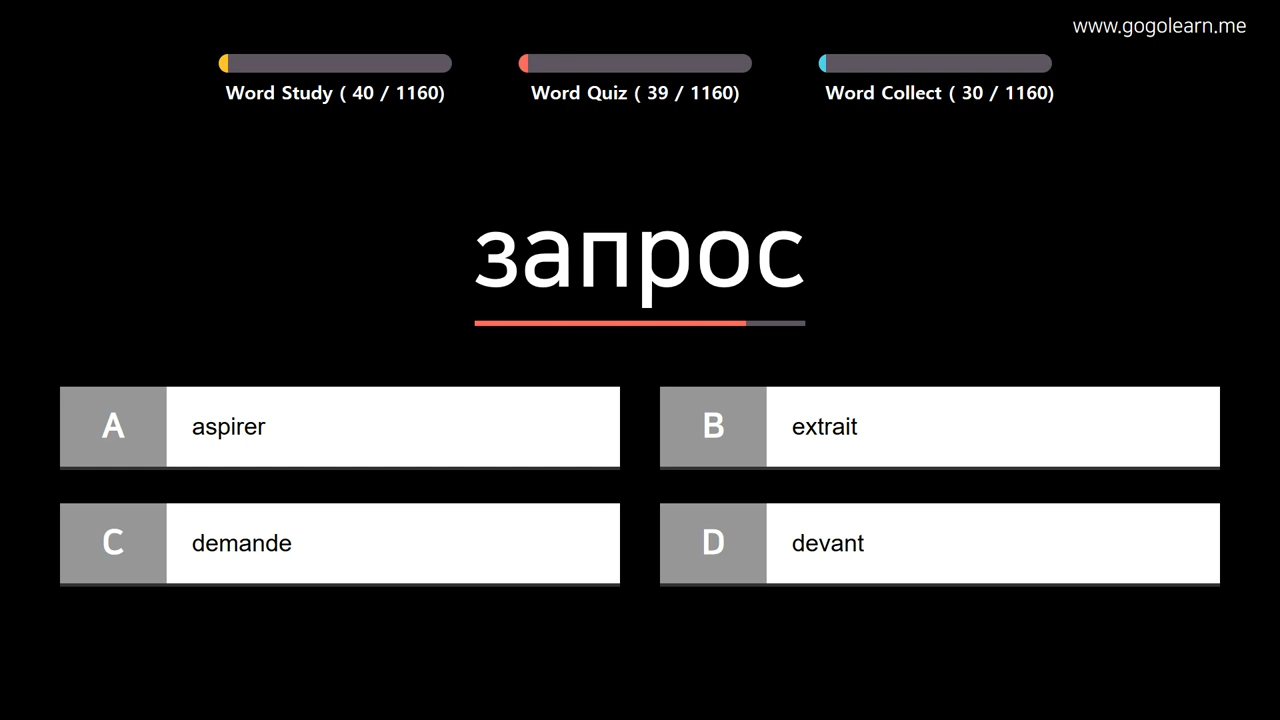 www.gogolearn.me
Word Study ( 40 / 1160)
Word Quiz ( 39 / 1160)
Word Collect ( 30 / 1160)
запрос
A aspirer
B extrait
C demande
D devant